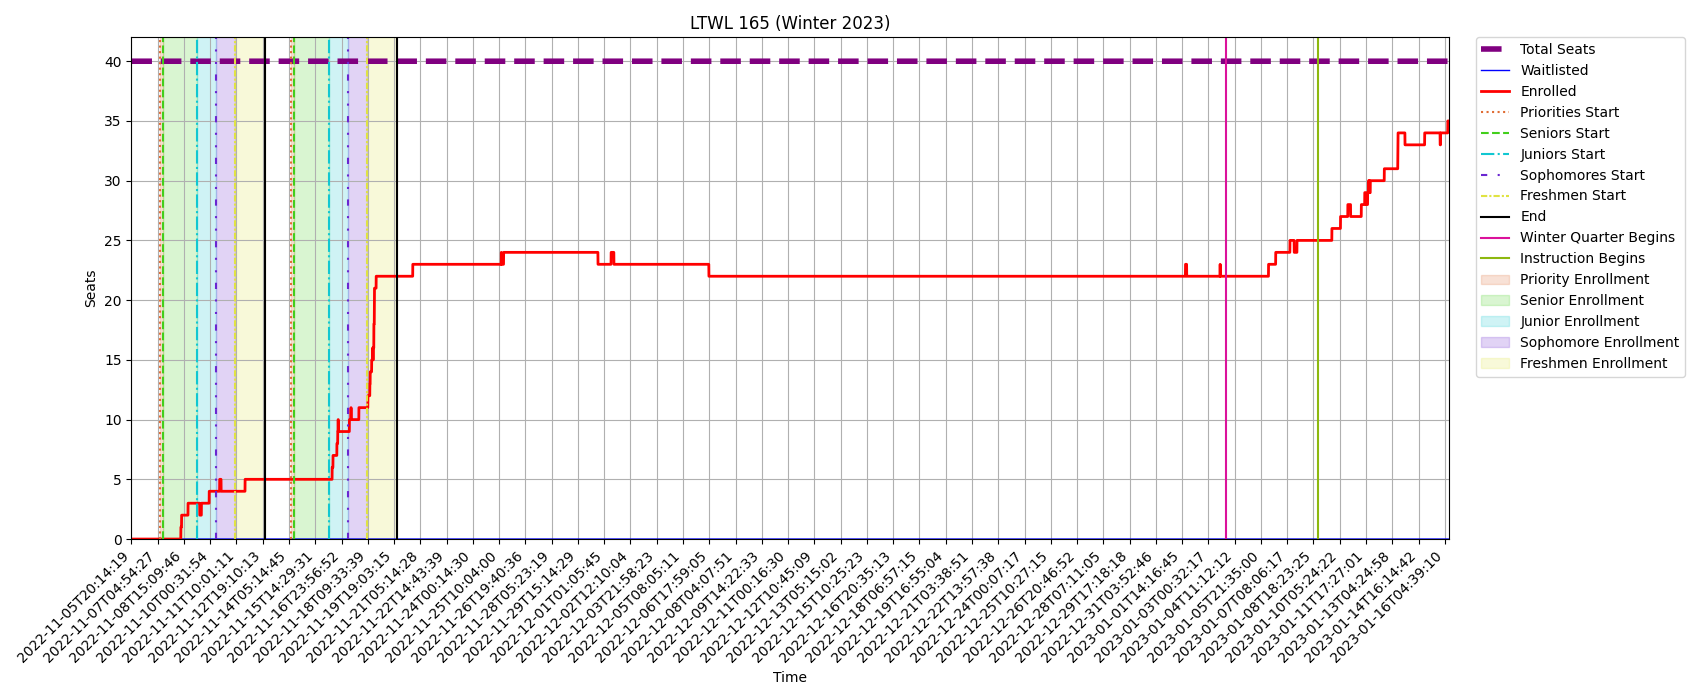 LTWL 165 (Winter 2023)
Seats
40
35
30
25
20
15
10
5
0
2022-11-05T20:14:19
2022-11-07T04:54:27
2022-11-08T15:09:46
2022-11-10T00:31:54
2022-11-11T10:01:11
2022-11-12T19:10:13
2022-11-14T05:14:45
2022-11-15T14:29:31
2022-11-16T23:56:52
2022-11-18T09:33:39
2022-11-19T19:03:15
2022-11-21T05:14:28
2022-11-22T14:43:39
2022-11-24T00:14:30
2022-11-25T10:04:00
2022-11-26T19:40:36
2022-11-28T05:23:19
2022-11-29T15:14:29
2022-12-01T01:05:45
2022-12-02T12:10:04
2022-12-03T21:58:23
2022-12-05T08:05:11
2022-12-06T17:59:05
2022-12-08T04:07:51
2022-12-09T14:22:33
2022-12-11T00:16:30
2022-12-12T10:45:09
2022-12-13T05:15:02
2022-12-15T10:25:23
2022-12-16T20:35:13
2022-12-18T06:57:15
2022-12-19T16:55:04
2022-12-21T03:38:51
2022-12-22T13:57:38
2022-12-24T00:07:17
2022-12-25T10:27:15
2022-12-26T20:46:52
2022-12-28T07:11:05
2022-12-29T17:18:18
2022-12-31T03:52:46
2023-01-01T14:16:45
2023-01-03T00:32:17
2023-01-04T11:12:12
2023-01-05T21:35:00
2023-01-07T08:06:17
2023-01-08T18:23:25
2023-01-10T05:24:22
2023-01-11T17:27:01
2023-01-13T04:24:58
2023-01-14T16:14:42
2023-01-16T04:39:10
Time
Total Seats
Waitlisted
Enrolled
Priorities Start
Seniors Start
Juniors Start
Sophomores Start
Freshmen Start
End
Winter Quarter Begins
Instruction Begins
Priority Enrollment
Senior Enrollment
Junior Enrollment
Sophomore Enrollment
Freshmen Enrollment